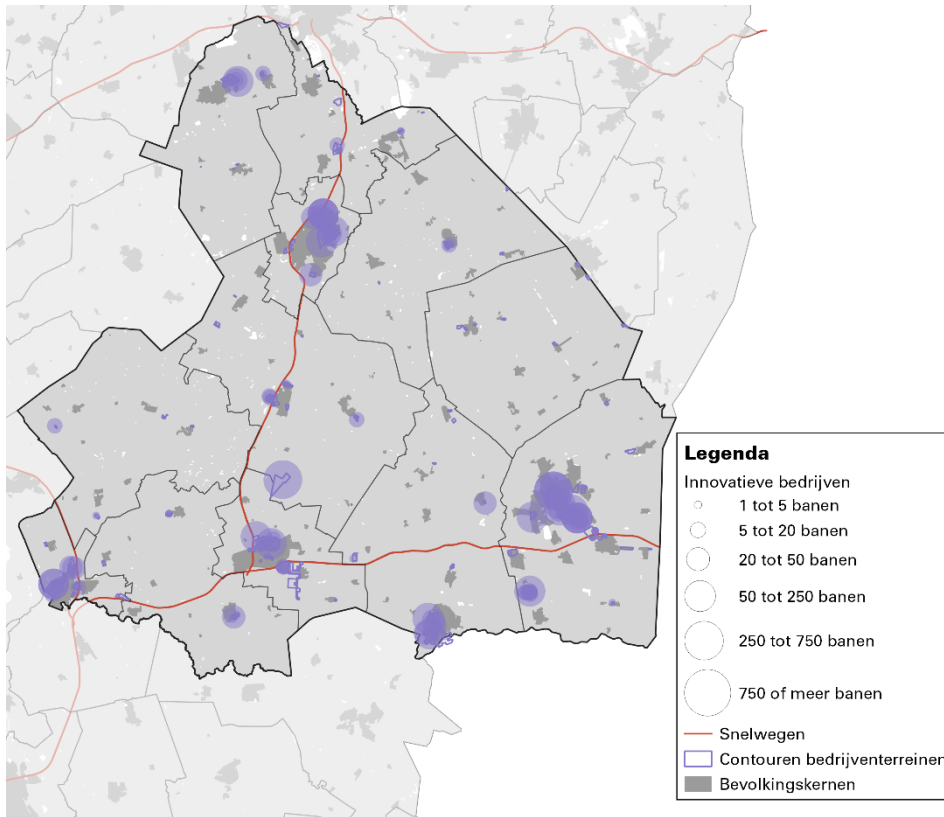 Legenda
Innovatieve bedrijven
1 tot 5 banen
5 tot 20 banen
20 tot 50 banen
50 tot 250 banen
250 tot 750 banen
750 of meer banen
Snelwegen
Contouren bedrijventerreinen
Bevolkingskernen